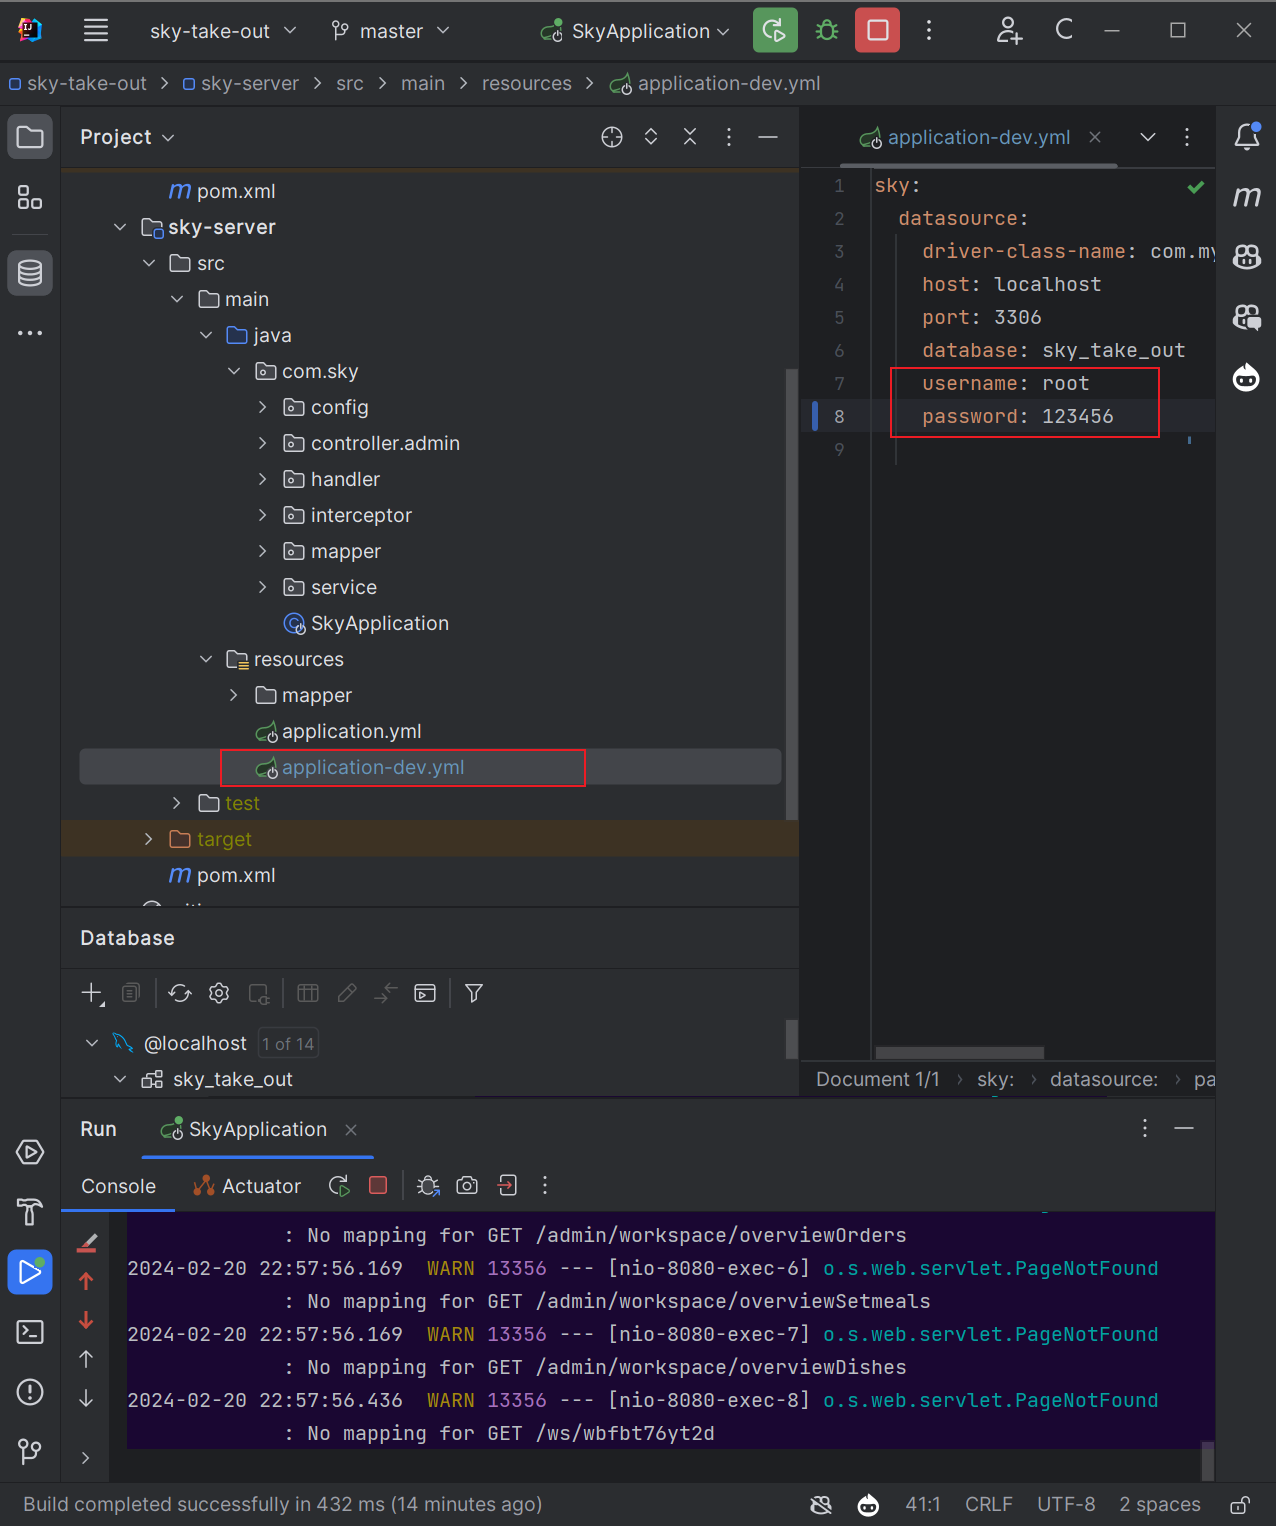 sky-take-out master SkyApplication
sky-take-out > sky-server > src > main > resources > application-dev.yml
Project
pom.xml
sky-server
src
main
java
com.sky
config
controller.admin
handler
interceptor
mapper
service
SkyApplication
resources
mapper
application.yml
application-dev.yml
test
target
pom.xml
application-dev.yml
1 sky:
2 datasource:
3 driver-class-name: com.my
4 host: localhost
5 port: 3306
6 database: sky_take_out
7 username: root
8 password: 123456
9
Document 1/1 > sky: > datasource: > pa
Database
@localhost 1 of 14
sky_take_out
Run SkyApplication
Console Actuator
: No mapping for GET /admin/workspace/overviewOrders
2024-02-20 22:57:56.169 WARN 13356 --- [nio-8080-exec-6] o.s.web.servlet.PageNotFound
: No mapping for GET /admin/workspace/overviewSetmeals
2024-02-20 22:57:56.169 WARN 13356 --- [nio-8080-exec-7] o.s.web.servlet.PageNotFound
: No mapping for GET /admin/workspace/overviewDishes
2024-02-20 22:57:56.436 WARN 13356 --- [nio-8080-exec-8] o.s.web.servlet.PageNotFound
: No mapping for GET /ws/wbfbt76yt2d
Build completed successfully in 432 ms (14 minutes ago) 41:1 CRLF UTF-8 2 spaces